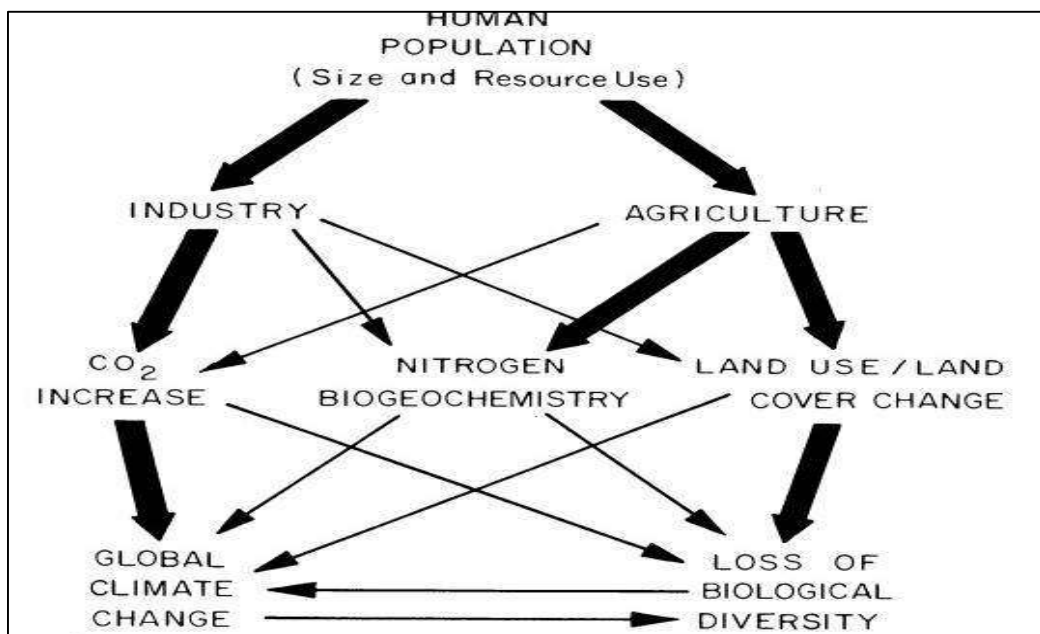 HUMAN
POPULATION
(Size and Resource Use)
INDUSTRY
AGRICULTURE
CO₂
INCREASE
NITROGEN
BIOGEOCHEMISTRY
LAND USE / LAND
COVER CHANGE
GLOBAL
CLIMATE
CHANGE
LOSS OF
BIOLOGICAL
DIVERSITY